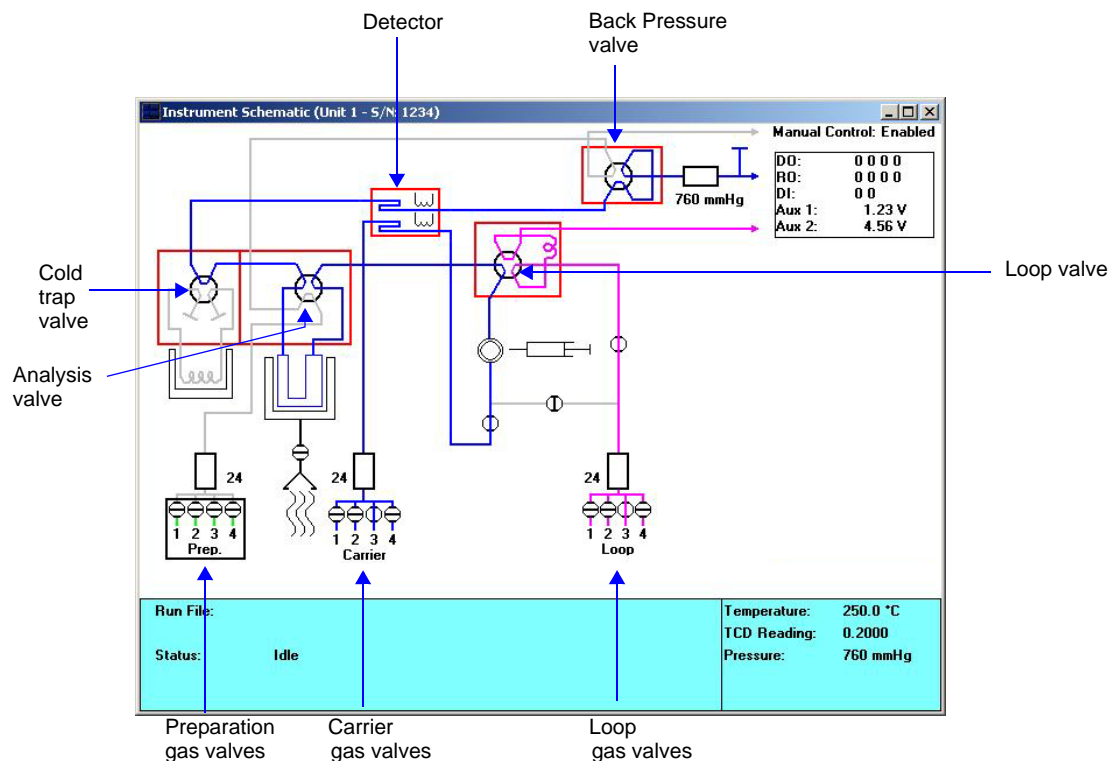 Detector
Back Pressure
valve
Instrument Schematic (Unit 1 - S/N: 1234)
Manual Control: Enabled
DO: 0 0 0 0
RO: 0 0 0 0
DI: 0 0
Aux 1: 1.23 V
Aux 2: 4.56 V
760 mmHg
Cold
trap
valve
Loop valve
Analysis
valve
24
24
24
1 2 3 4
Prep.
1 2 3 4
Carrier
1 2 3 4
Loop
Run File:
Status: Idle
Temperature: 250.0 °C
TCD Reading: 0.2000
Pressure: 760 mmHg
Preparation
gas valves
Carrier
gas valves
Loop
gas valves